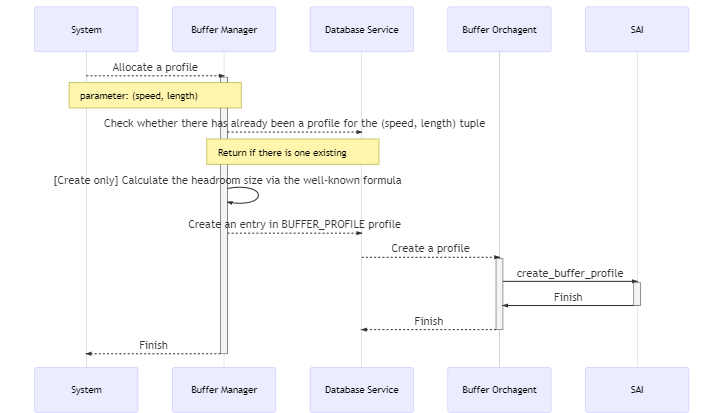 System
Buffer Manager
Database Service
Buffer Orchagent
SAI
Allocate a profile
parameter: (speed, length)
Check whether there has already been a profile for the (speed, length) tuple
Return if there is one existing
[Create only] Calculate the headroom size via the well-known formula
Create an entry in BUFFER_PROFILE profile
Create a profile
create_buffer_profile
Finish
Finish
Finish
System
Buffer Manager
Database Service
Buffer Orchagent
SAI